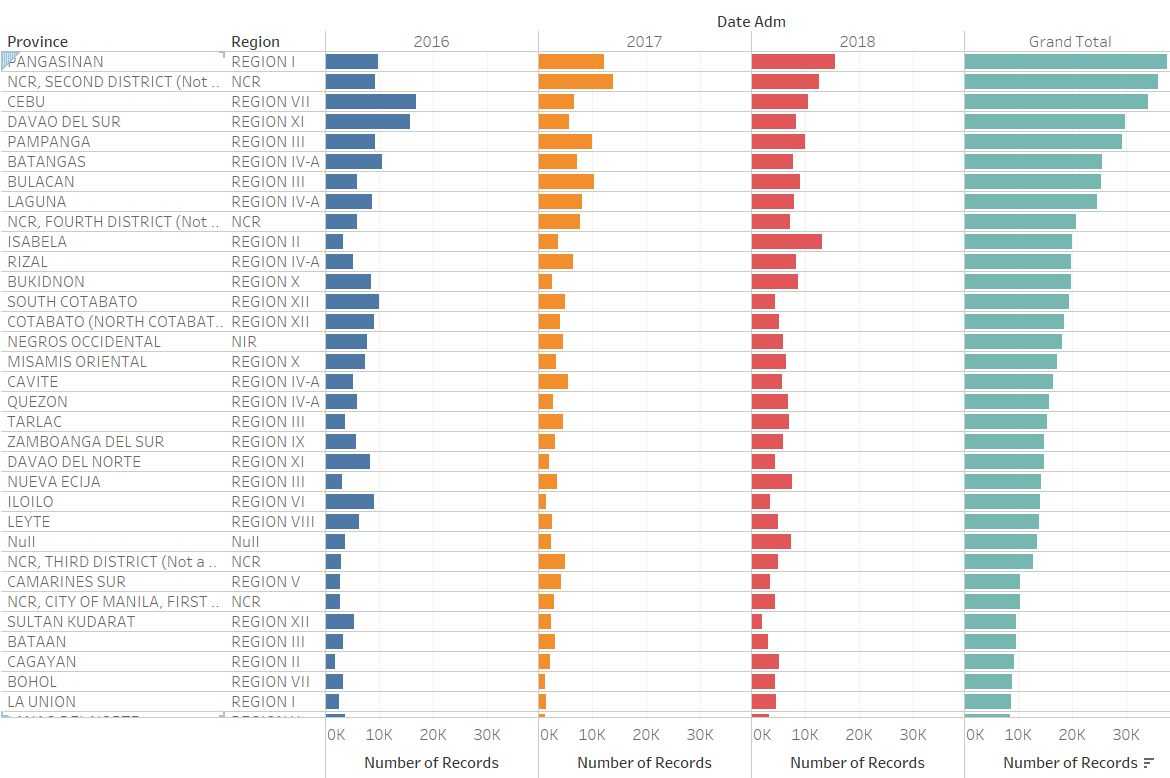 Date Adm
Province Region 2016 2017 2018 Grand Total
PANGASINAN REGION I
NCR, SECOND DISTRICT (Not .. NCR
CEBU REGION VII
DAVAO DEL SUR REGION XI
PAMPANGA REGION III
BATANGAS REGION IV-A
BULACAN REGION III
LAGUNA REGION IV-A
NCR, FOURTH DISTRICT (Not .. NCR
ISABELA REGION II
RIZAL REGION IV-A
BUKIDNON REGION X
SOUTH COTABATO REGION XII
COTABATO (NORTH COTABAT.. REGION XII
NEGROS OCCIDENTAL NIR
MISAMIS ORIENTAL REGION X
CAVITE REGION IV-A
QUEZON REGION IV-A
TARLAC REGION III
ZAMBOANGA DEL SUR REGION IX
DAVAO DEL NORTE REGION XI
NUEVA ECIJA REGION III
ILOILO REGION VI
LEYTE REGION VIII
Null Null
NCR, THIRD DISTRICT (Not a .. NCR
CAMARINES SUR REGION V
NCR, CITY OF MANILA, FIRST .. NCR
SULTAN KUDARAT REGION XII
BATAAN REGION III
CAGAYAN REGION II
BOHOL REGION VII
LA UNION REGION I
0K 10K 20K 30K 0K 10K 20K 30K 0K 10K 20K 30K 0K 10K 20K 30K
Number of Records Number of Records Number of Records Number of Records